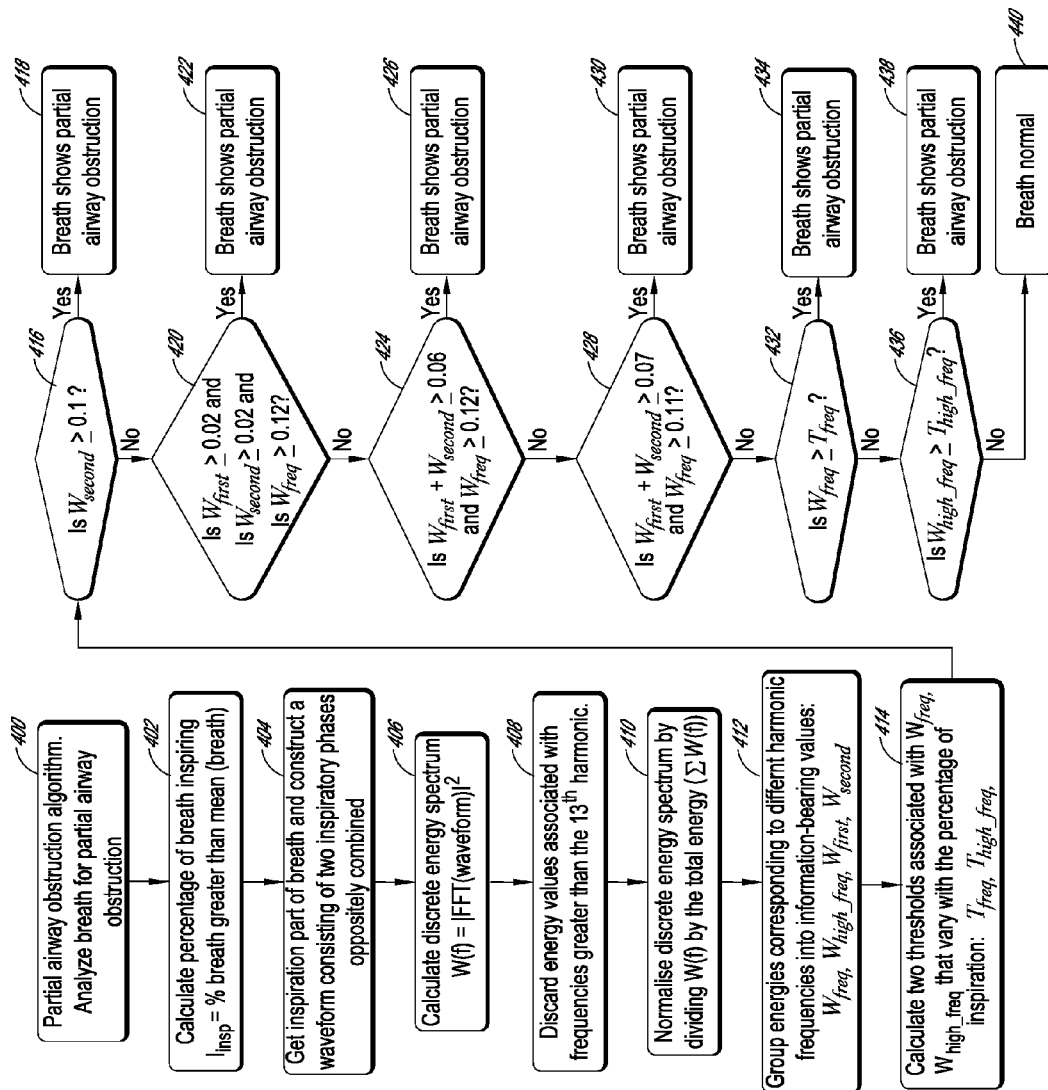 400
Partial airway obstruction algorithm.
Analyze breath for partial airway
obstruction
402
Calculate percentage of breath inspiring
I_insp = % breath greater than mean (breath)
404
Get inspiration part of breath and construct a
waveform consisting of two inspiratory phases
oppositely combined
406
Calculate discrete energy spectrum
W(f) = |FFT(waveform)|²
408
Discard energy values associated with
frequencies greater than the 13th harmonic.
410
Normalise discrete energy spectrum by
dividing W(f) by the total energy (∑ W(f))
412
Group energies corresponding to differnt harmonic
frequencies into information-bearing values:
W_freq, W_high_freq, W_first, W_second
414
Calculate two thresholds associated with W_freq,
W_high_freq that vary with the percentage of
inspiration: T_freq, T_high_freq,
416
Is W_second ≥ 0.1 ?
Yes
No
418
Breath shows partial
airway obstruction
420
Is W_first ≥ 0.02 and
Is W_second ≥ 0.02 and
Is W_freq ≥ 0.12?
Yes
No
422
Breath shows partial
airway obstruction
424
Is W_first + W_second ≥ 0.06
and W_freq ≥ 0.12?
Yes
No
426
Breath shows partial
airway obstruction
428
Is W_first + W_second ≥ 0.07
and W_freq ≥ 0.11?
Yes
No
430
Breath shows partial
airway obstruction
432
Is W_freq ≥ T_freq?
Yes
No
434
Breath shows partial
airway obstruction
436
Is W_high_freq ≥ T_high_freq?
Yes
No
438
Breath shows partial
airway obstruction
440
Breath normal